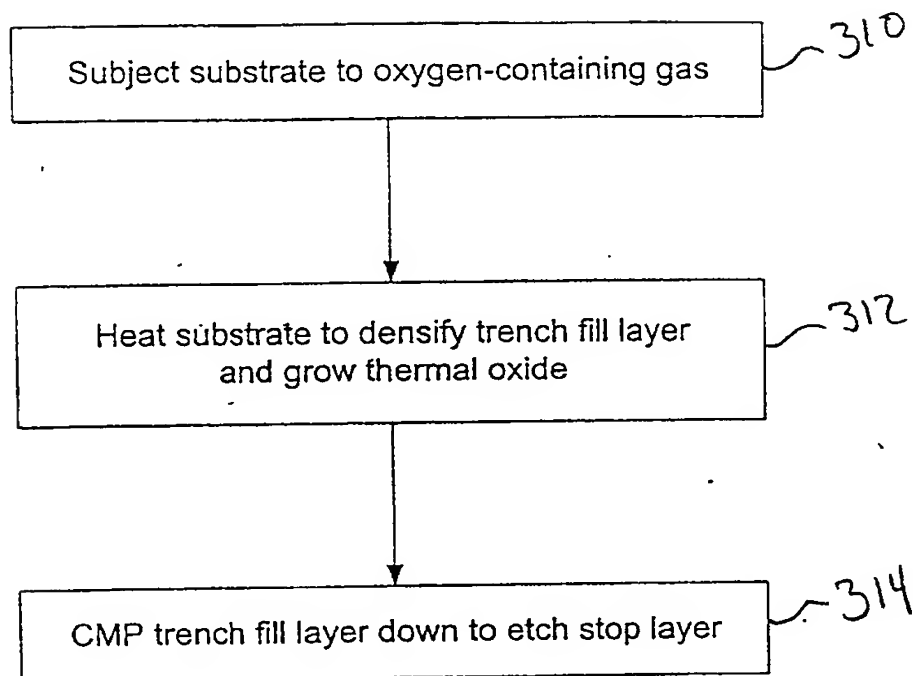 Subject substrate to oxygen-containing gas
310
Heat substrate to densify trench fill layer
and grow thermal oxide
312
CMP trench fill layer down to etch stop layer
314